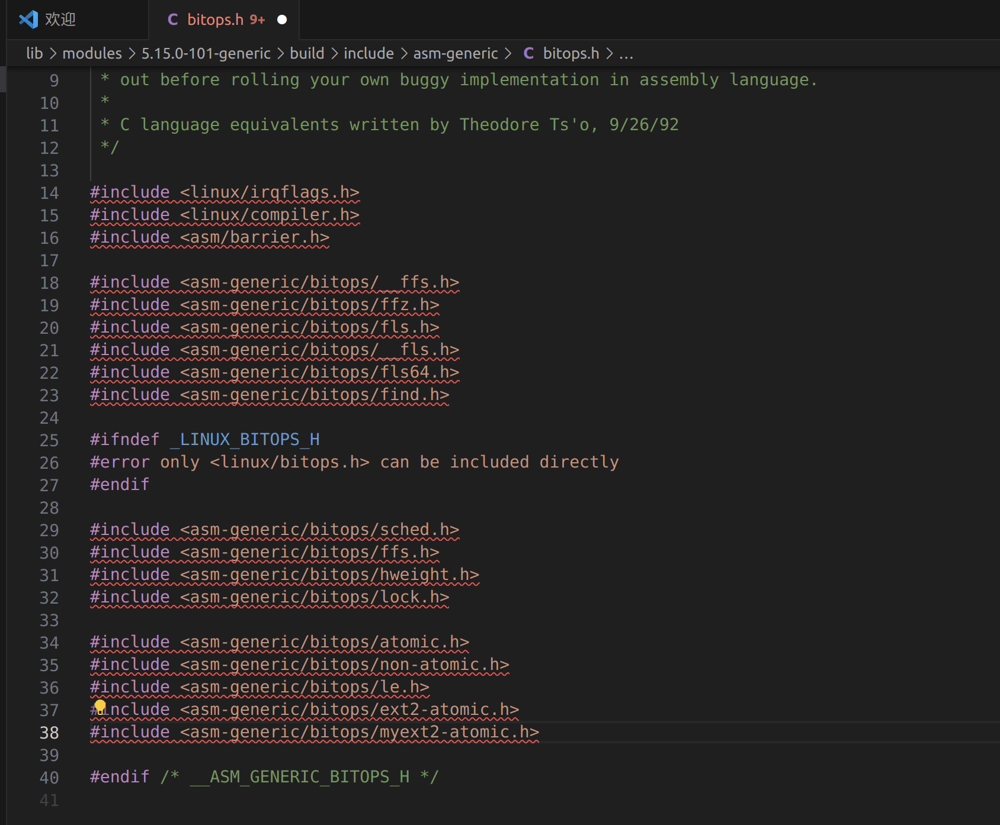 欢迎
C bitops.h 9+
lib > modules > 5.15.0-101-generic > build > include > asm-generic > C bitops.h > ...
9 * out before rolling your own buggy implementation in assembly language.
10 *
11 * C language equivalents written by Theodore Ts'o, 9/26/92
12 */
13
14 #include <linux/irqflags.h>
15 #include <linux/compiler.h>
16 #include <asm/barrier.h>
17
18 #include <asm-generic/bitops/__ffs.h>
19 #include <asm-generic/bitops/ffz.h>
20 #include <asm-generic/bitops/fls.h>
21 #include <asm-generic/bitops/__fls.h>
22 #include <asm-generic/bitops/fls64.h>
23 #include <asm-generic/bitops/find.h>
24
25 #ifndef _LINUX_BITOPS_H
26 #error only <linux/bitops.h> can be included directly
27 #endif
28
29 #include <asm-generic/bitops/sched.h>
30 #include <asm-generic/bitops/ffs.h>
31 #include <asm-generic/bitops/hweight.h>
32 #include <asm-generic/bitops/lock.h>
33
34 #include <asm-generic/bitops/atomic.h>
35 #include <asm-generic/bitops/non-atomic.h>
36 #include <asm-generic/bitops/le.h>
37 #include <asm-generic/bitops/ext2-atomic.h>
38 #include <asm-generic/bitops/myext2-atomic.h>
39
40 #endif /* __ASM_GENERIC_BITOPS_H */
41